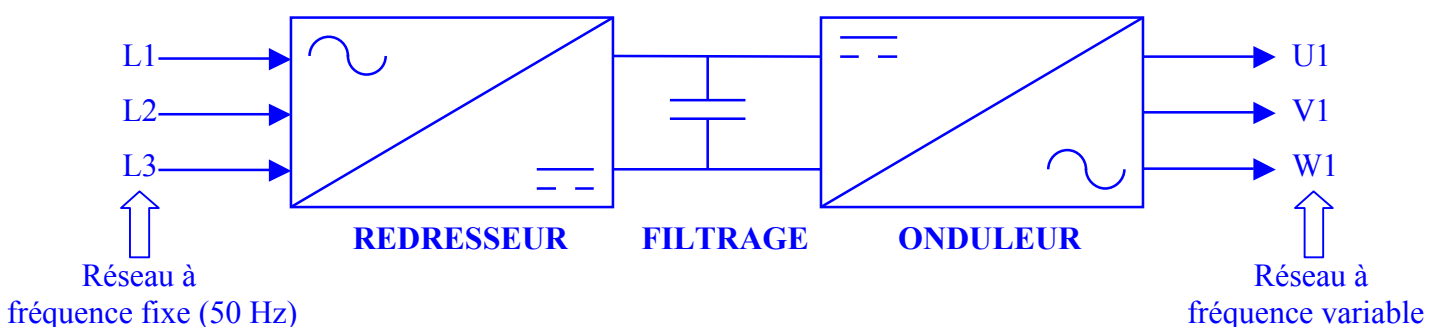 L1
U1
L2
V1
L3
W1
REDRESSEUR
FILTRAGE
ONDULEUR
Réseau à
fréquence fixe (50 Hz)
Réseau à
fréquence variable